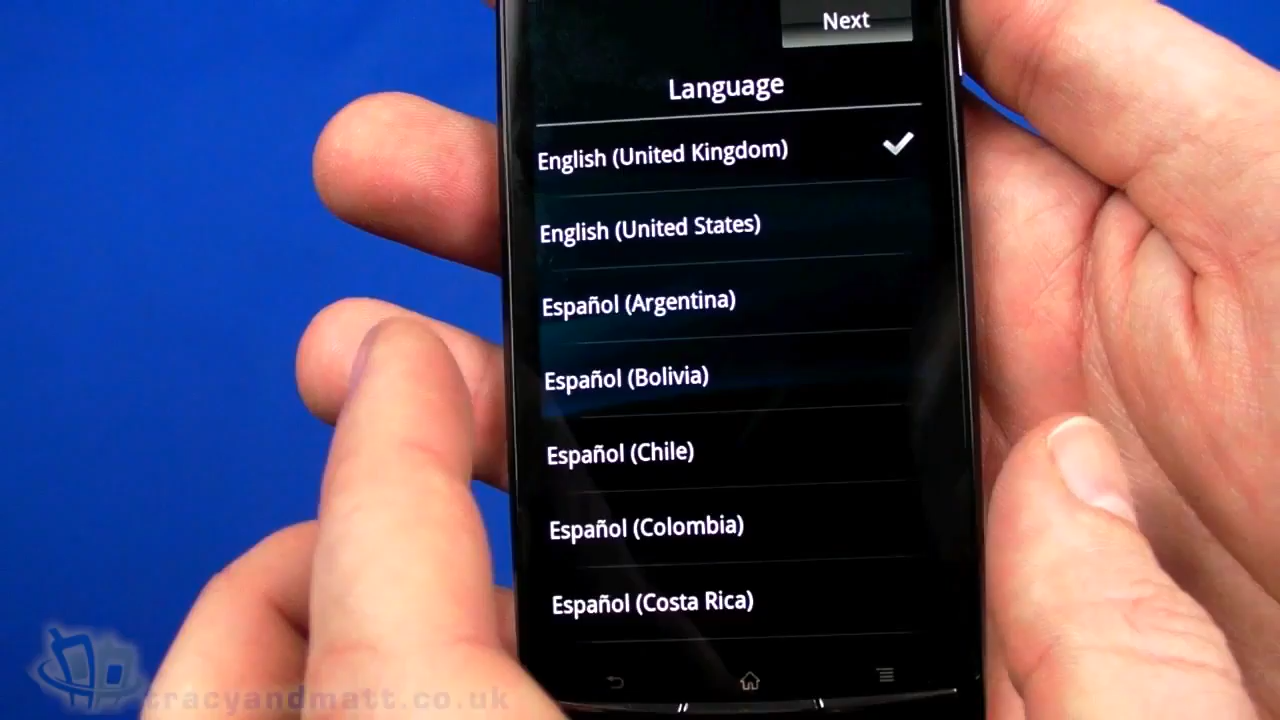 Next
Language
English (United Kingdom)
English (United States)
Español (Argentina)
Español (Bolivia)
Español (Chile)
Español (Colombia)
Español (Costa Rica)
tracyandmatt.co.uk